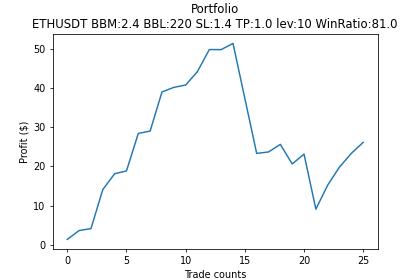 Portfolio
ETHUSDT BBM:2.4 BBL:220 SL:1.4 TP:1.0 lev:10 WinRatio:81.0
50
40
30
20
10
0
Profit ($)
0 5 10 15 20 25
Trade counts